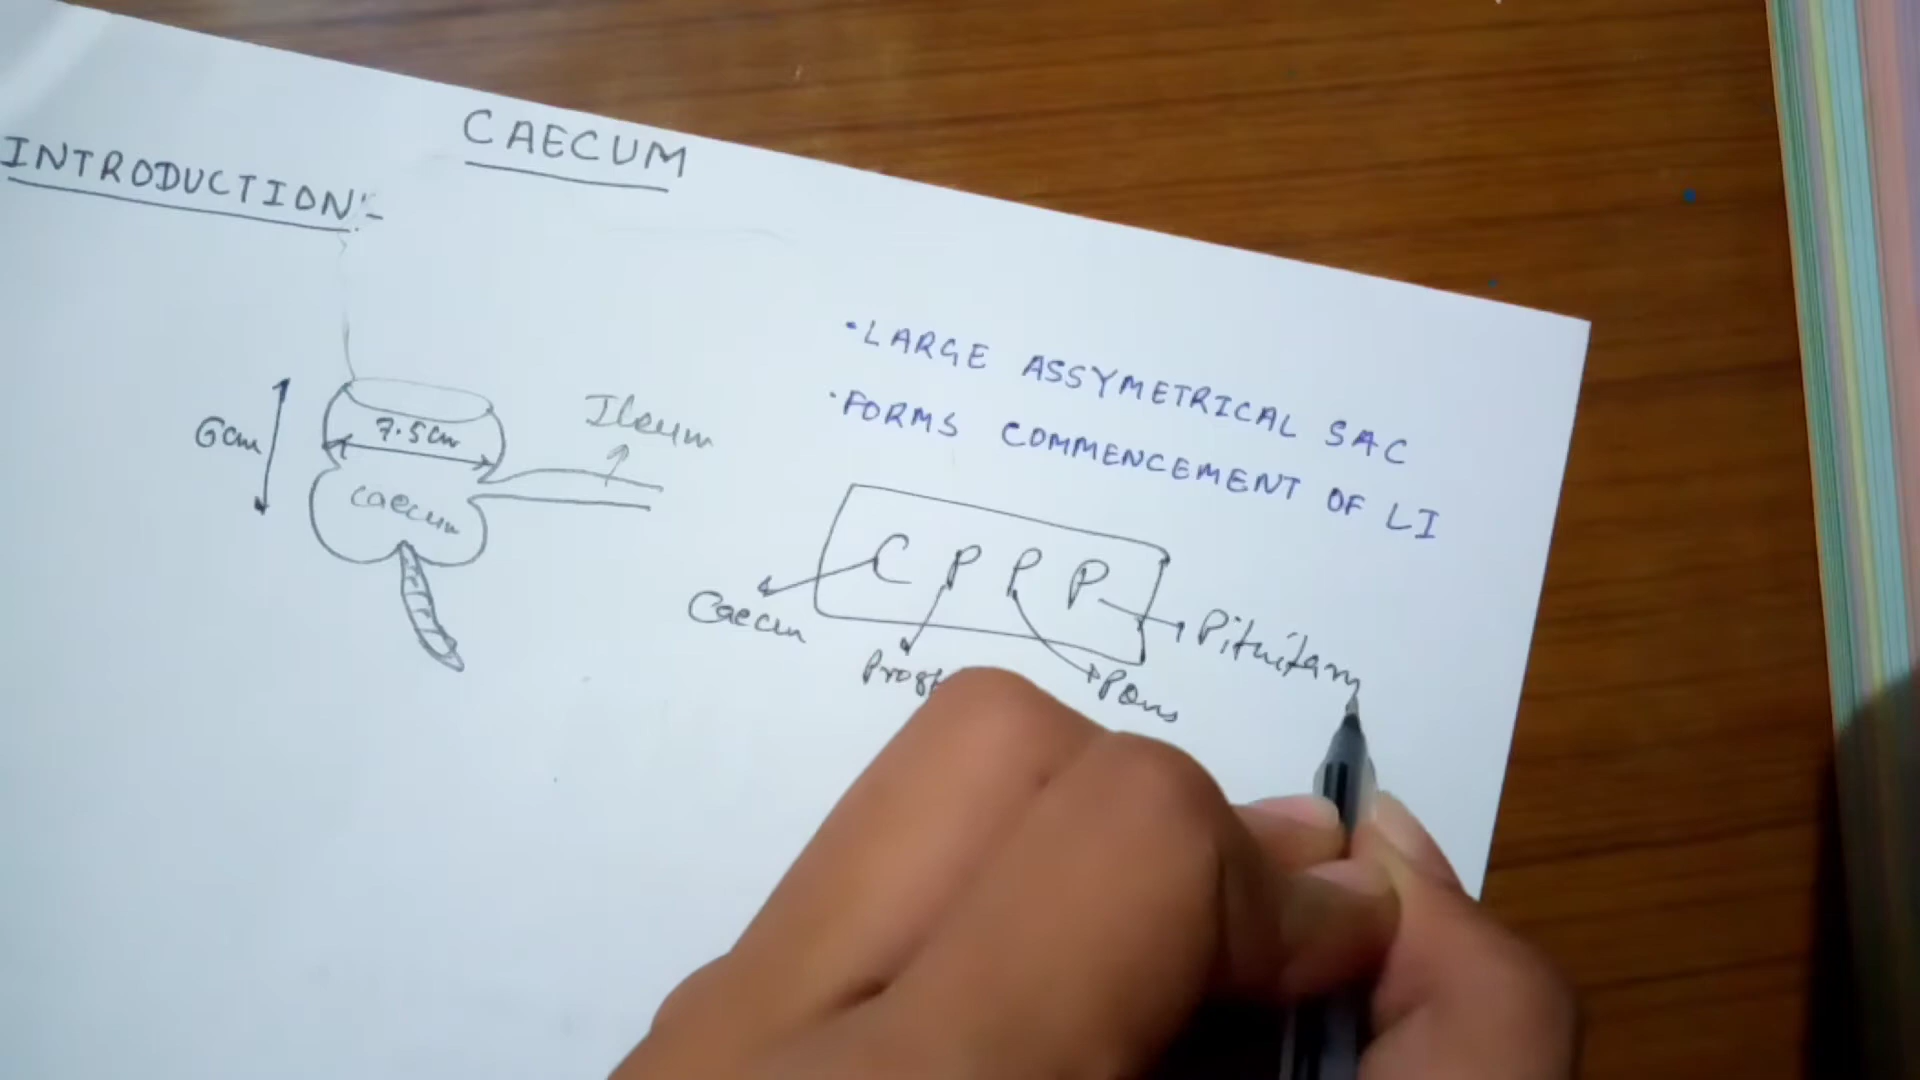 CAECUM
INTRODUCTION:-
• LARGE ASSYMETRICAL SAC
• FORMS COMMENCEMENT OF LI
6cm
7.5cm
Ileum
caecum
C P P P
Caecum
Pons
Pituitary